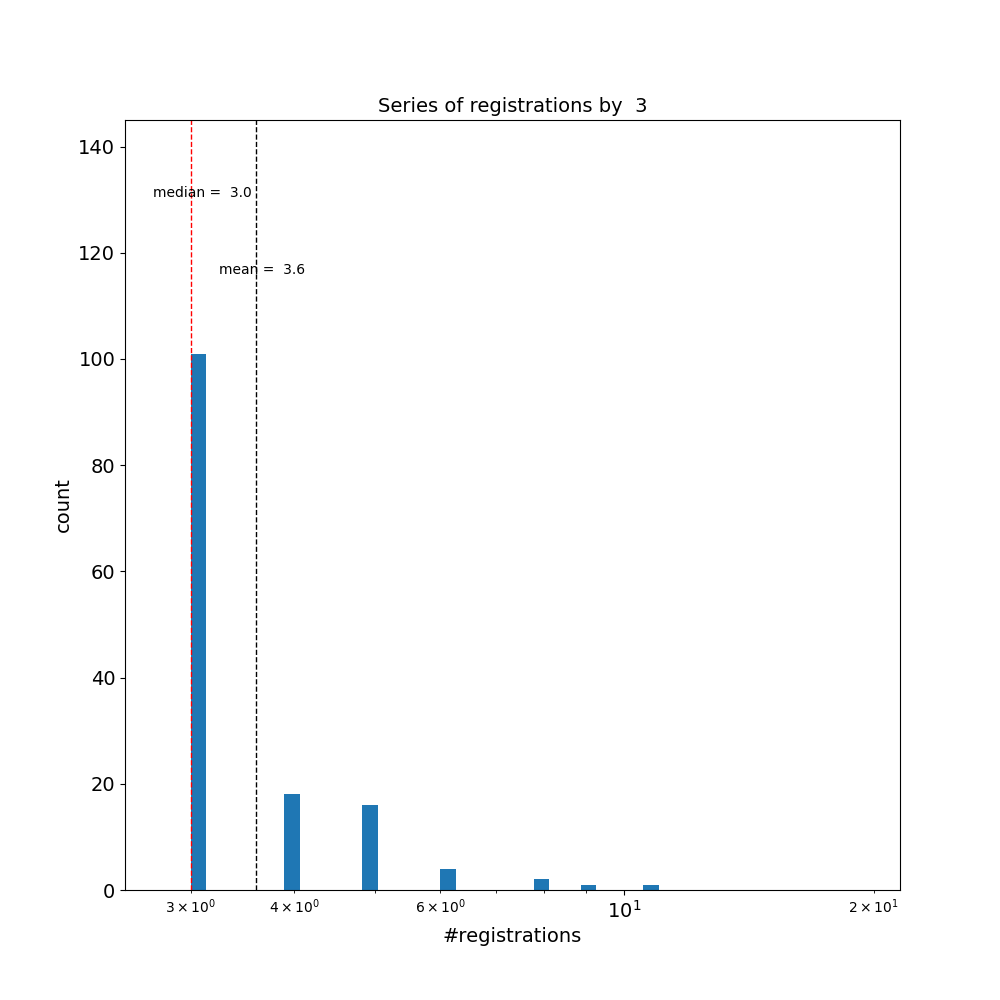 Series of registrations by  3
140
median =  3.0
120
mean =  3.6
100
80
count
60
40
20
0
3 × 10⁰ 4 × 10⁰ 6 × 10⁰ 10¹ 2 × 10¹
#registrations